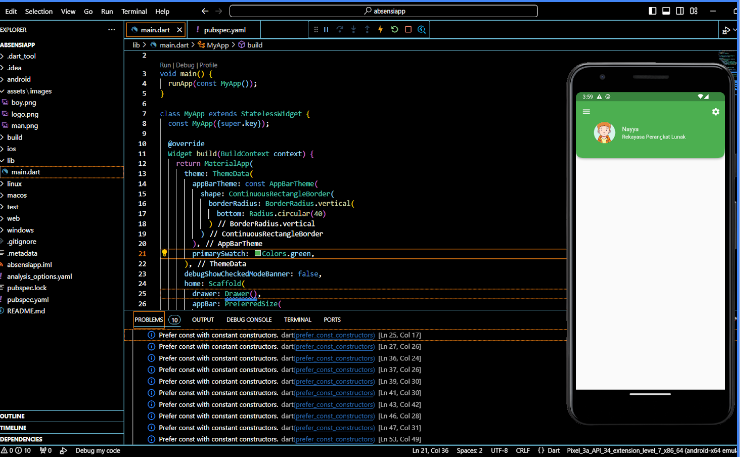 Edit Selection View Go Run Terminal Help
absensiapp
EXPLORER
main.dart
pubspec.yaml
lib > main.dart > MyApp > build
ABSENSIAPP
.dart_tool
.idea
android
assets\images
boy.png
logo.png
man.png
build
ios
lib
main.dart
linux
macos
test
web
windows
.gitignore
.metadata
absensiapp.iml
analysis_options.yaml
pubspec.lock
pubspec.yaml
README.md
OUTLINE
TIMELINE
DEPENDENCIES
2
Run | Debug | Profile
3 void main() {
4 runApp(const MyApp());
5 }
6
7 class MyApp extends StatelessWidget {
8 const MyApp({super.key});
9
10 @override
11 Widget build(BuildContext context) {
12 return MaterialApp(
13 theme: ThemeData(
14 appBarTheme: const AppBarTheme(
15 shape: ContinuousRectangleBorder(
16 borderRadius: BorderRadius.vertical(
17 bottom: Radius.circular(40)
18 ) // BorderRadius.vertical
19 ) // ContinuousRectangleBorder
20 ), // AppBarTheme
21 primarySwatch: Colors.green,
22 ), // ThemeData
23 debugShowCheckedModeBanner: false,
24 home: Scaffold(
25 drawer: Drawer(),
26 appBar: PreferredSize(
PROBLEMS 10 OUTPUT DEBUG CONSOLE TERMINAL PORTS
Prefer const with constant constructors. dart(prefer_const_constructors) [Ln 25, Col 17]
Prefer const with constant constructors. dart(prefer_const_constructors) [Ln 27, Col 26]
Prefer const with constant constructors. dart(prefer_const_constructors) [Ln 36, Col 24]
Prefer const with constant constructors. dart(prefer_const_constructors) [Ln 37, Col 26]
Prefer const with constant constructors. dart(prefer_const_constructors) [Ln 39, Col 30]
Prefer const with constant constructors. dart(prefer_const_constructors) [Ln 41, Col 31]
Prefer const with constant constructors. dart(prefer_const_constructors) [Ln 43, Col 42]
Prefer const with constant constructors. dart(prefer_const_constructors) [Ln 46, Col 28]
Prefer const with constant constructors. dart(prefer_const_constructors) [Ln 47, Col 31]
Prefer const with constant constructors. dart(prefer_const_constructors) [Ln 53, Col 49]
3:59
Nayya
Rekayasa Perangkat Lunak
0 10 0 Debug my code
Ln 21, Col 36 Spaces: 2 UTF-8 CRLF {} Dart Pixel_3a_API_34_extension_level_7_x86_64 (android-x64 emul